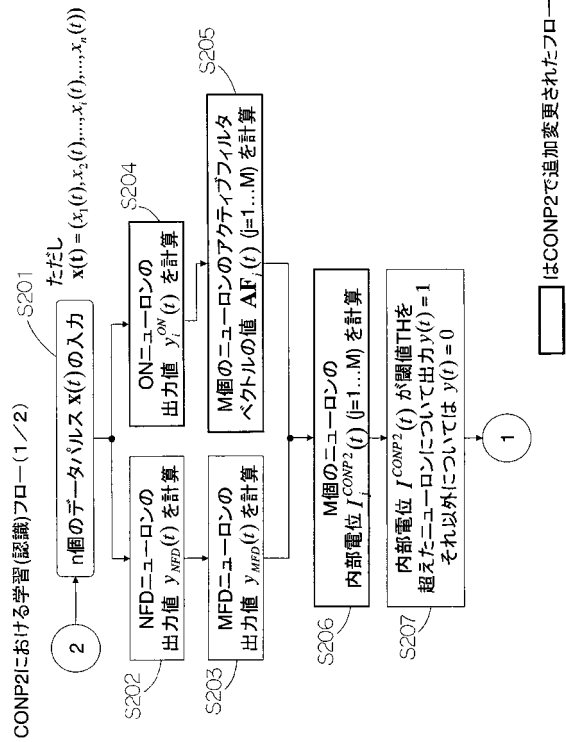 CONP2における学習(認識)フロー(1/2)
S201
2
n個のデータパルス x(t) の入力
ただし
x(t) = (x₁(t), x₂(t),..., xᵢ(t),..., xₙ(t))
S202
NFDニューロンの
出力値 y_NFD(t) を計算
S204
ONニューロンの
出力値 yᵢ^ON(t) を計算
S203
MFDニューロンの
出力値 y_MFD(t) を計算
S205
M個のニューロンのアクティブフィルタ
ベクトルの値 AFⱼ(t) (j=1...M) を計算
S206
M個のニューロンの
内部電位 Iⱼ^CONP2(t) (j=1...M) を計算
S207
内部電位 I^CONP2(t) が閾値THを
超えたニューロンについて出力 y(t) = 1
それ以外については y(t) = 0
1
はCONP2で追加変更されたフロー